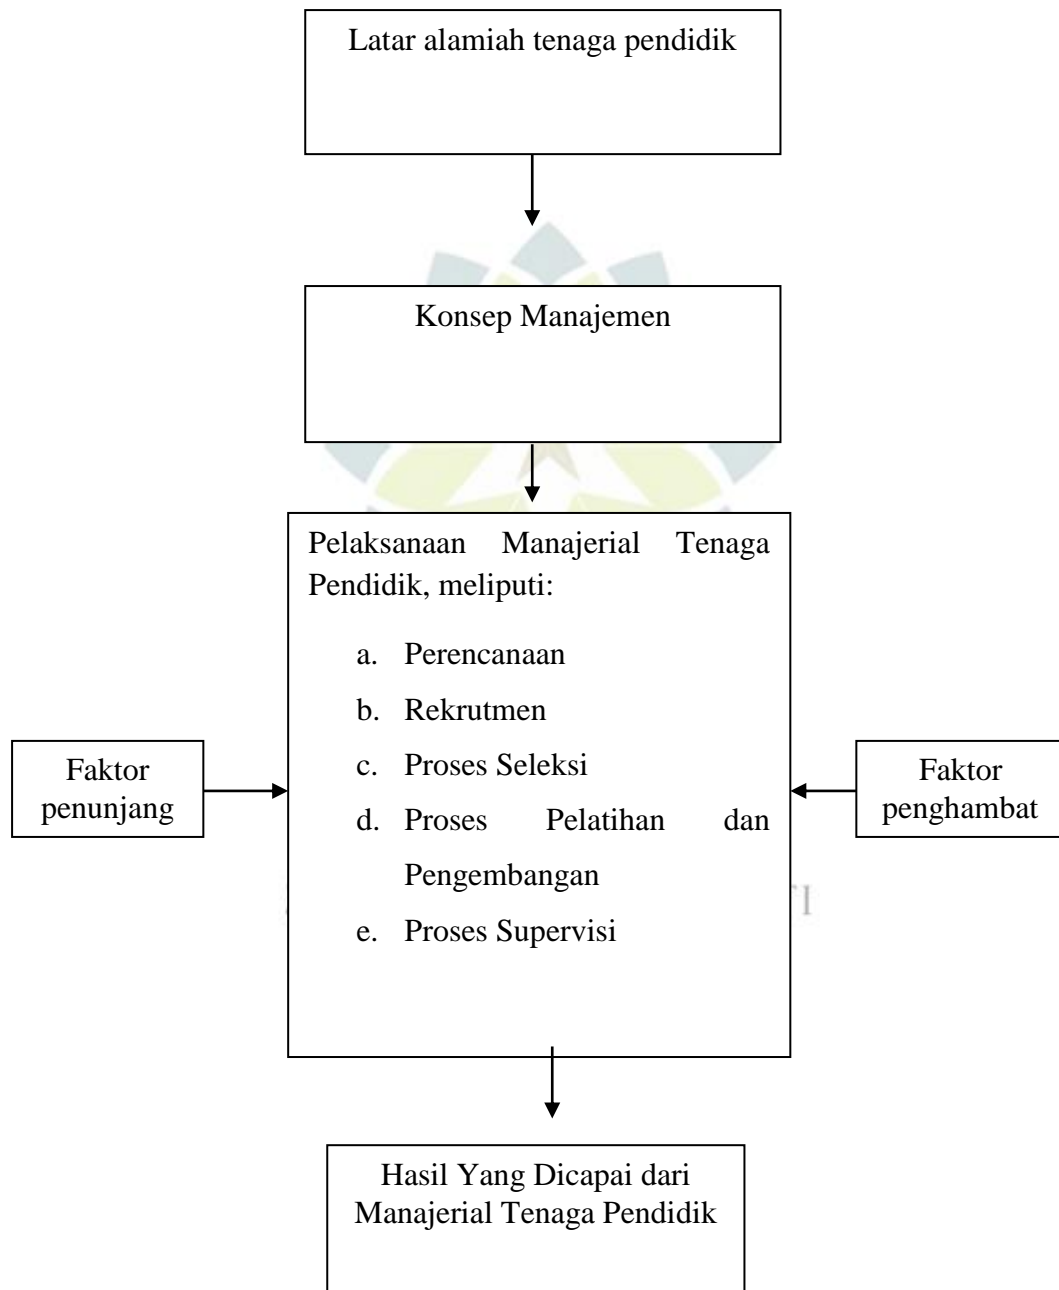 Latar alamiah tenaga pendidik
Konsep Manajemen
Pelaksanaan Manajerial Tenaga
Pendidik, meliputi:
a. Perencanaan
b. Rekrutmen
c. Proses Seleksi
d. Proses Pelatihan dan
Pengembangan
e. Proses Supervisi
Faktor
penunjang
Faktor
penghambat
Hasil Yang Dicapai dari
Manajerial Tenaga Pendidik